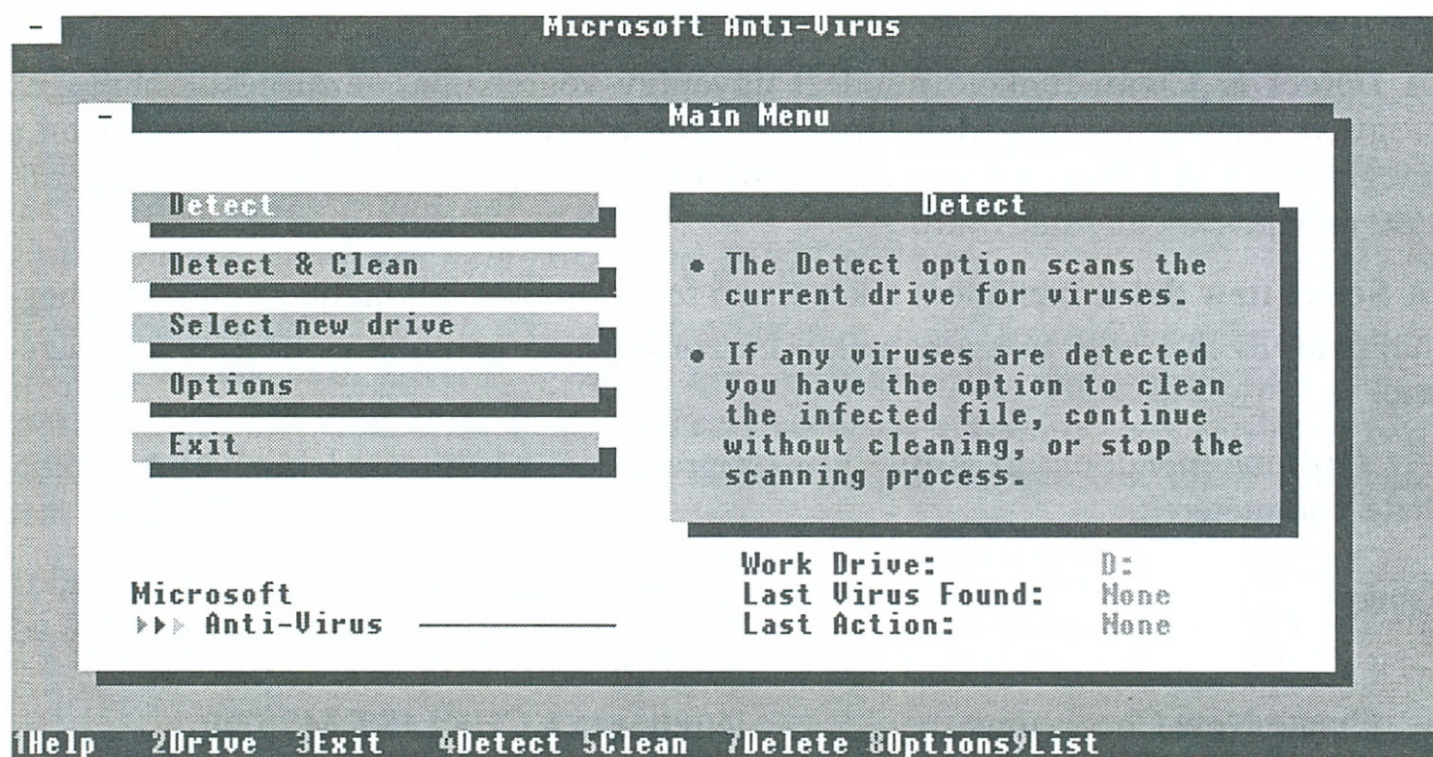 Microsoft Anti-Virus
Main Menu
Detect
Detect & Clean
Select new drive
Options
Exit
Detect
• The Detect option scans the
current drive for viruses.
• If any viruses are detected
you have the option to clean
the infected file, continue
without cleaning, or stop the
scanning process.
Work Drive: D:
Last Virus Found: None
Last Action: None
Microsoft
Anti-Virus
1Help 2Drive 3Exit 4Detect 5Clean 7Delete 8Options9List